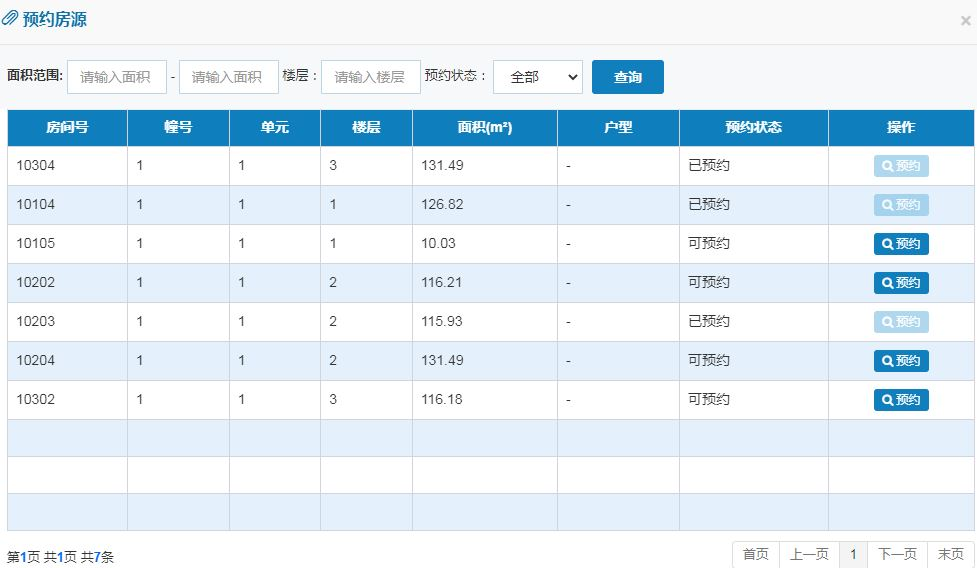 预约房源
×
面积范围: 请输入面积 - 请输入面积 楼层： 请输入楼层 预约状态： 全部 查询
房间号 幢号 单元 楼层 面积(m²) 户型 预约状态 操作
10304 1 1 3 131.49 - 已预约 预约
10104 1 1 1 126.82 - 已预约 预约
10105 1 1 1 10.03 - 可预约 预约
10202 1 1 2 116.21 - 可预约 预约
10203 1 1 2 115.93 - 已预约 预约
10204 1 1 2 131.49 - 可预约 预约
10302 1 1 3 116.18 - 可预约 预约
第1页 共1页 共7条 首页 上一页 1 下一页 末页